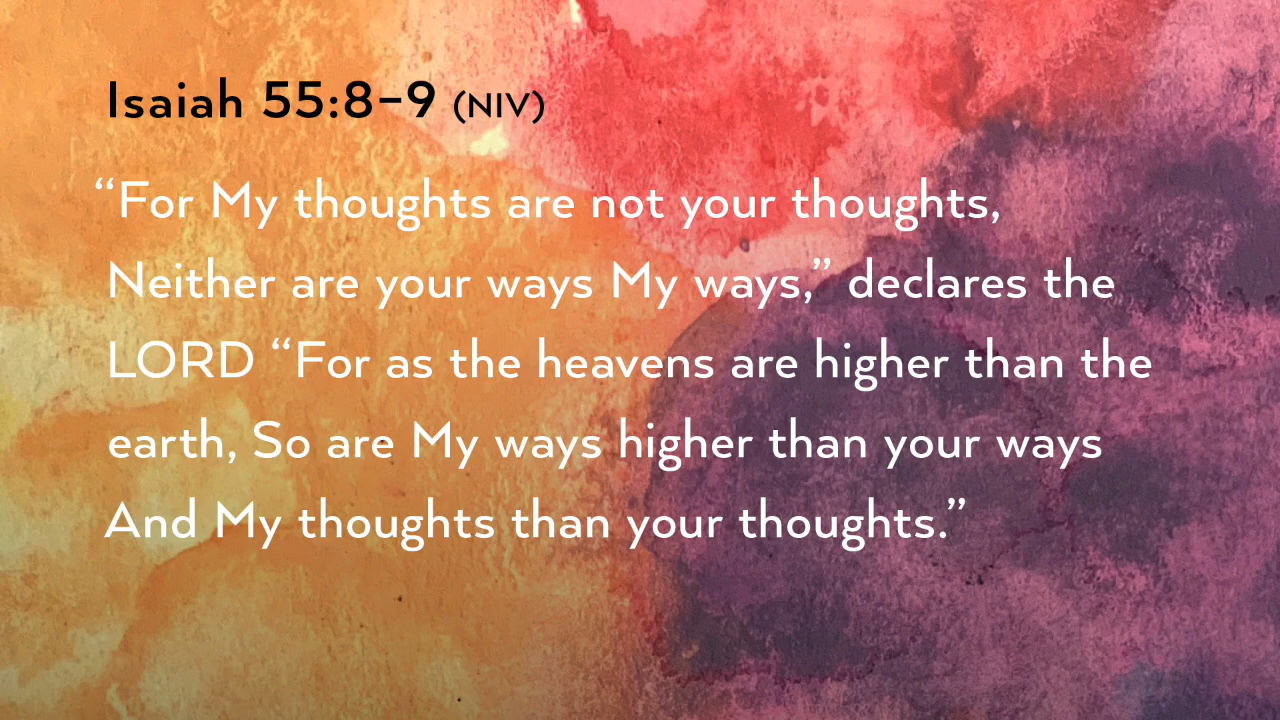 Isaiah 55:8–9 (NIV)
“For My thoughts are not your thoughts,
Neither are your ways My ways,” declares the
LORD “For as the heavens are higher than the
earth, So are My ways higher than your ways
And My thoughts than your thoughts.”